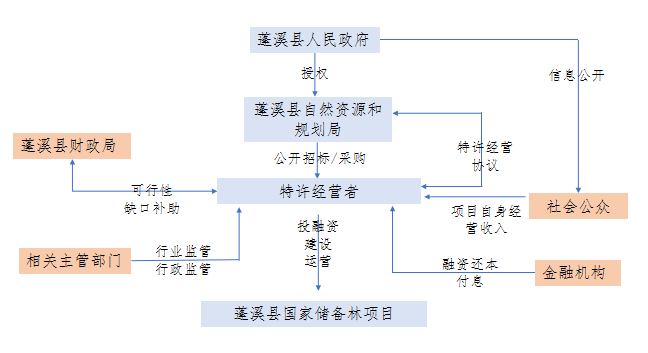 蓬溪县人民政府
授权
信息公开
蓬溪县自然资源和
规划局
蓬溪县财政局
公开招标/采购
特许经营
协议
可行性
缺口补助
特许经营者
项目自身经
营收入
社会公众
投融资
建设
运营
相关主管部门
行业监管
行政监管
融资还本
付息
金融机构
蓬溪县国家储备林项目